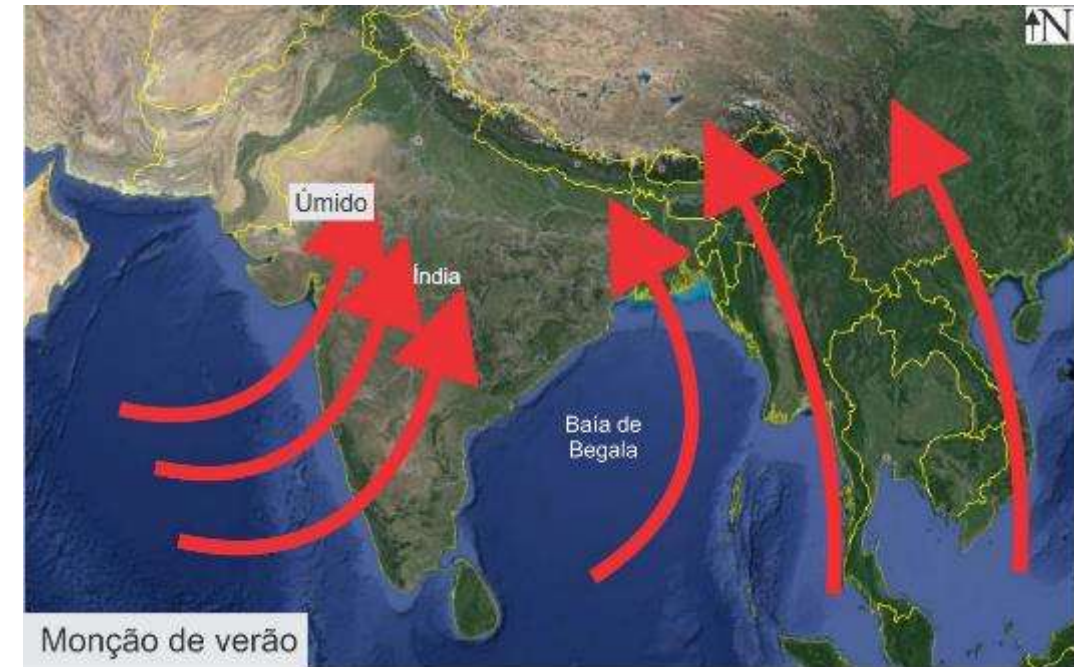 N
Úmido
Índia
Baía de
Begala
Monção de verão